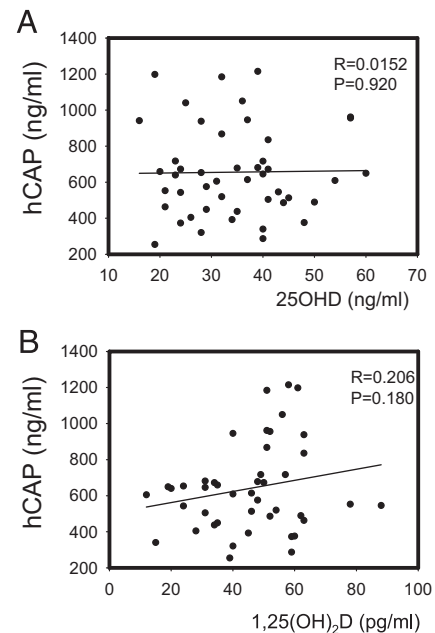 A
1400
1200
1000
800
600
400
200
hCAP (ng/ml)
R=0.0152
P=0.920
10 20 30 40 50 60 70
25OHD (ng/ml)
B
1400
1200
1000
800
600
400
200
hCAP (ng/ml)
R=0.206
P=0.180
0 20 40 60 80 100
1,25(OH)₂D (pg/ml)